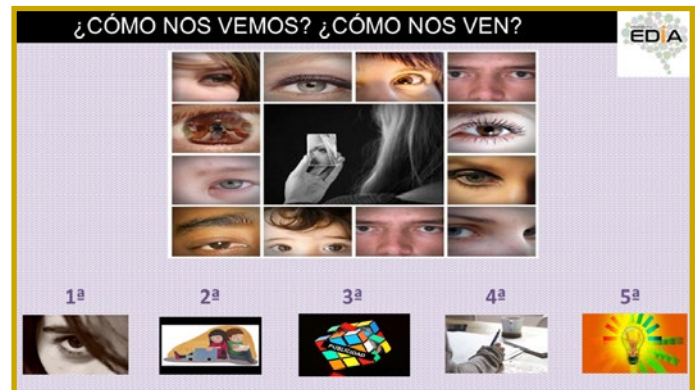 ¿CÓMO NOS VEMOS? ¿CÓMO NOS VEN?
EDIA
1ª
2ª
3ª
4ª
5ª
PUBLICIDAD